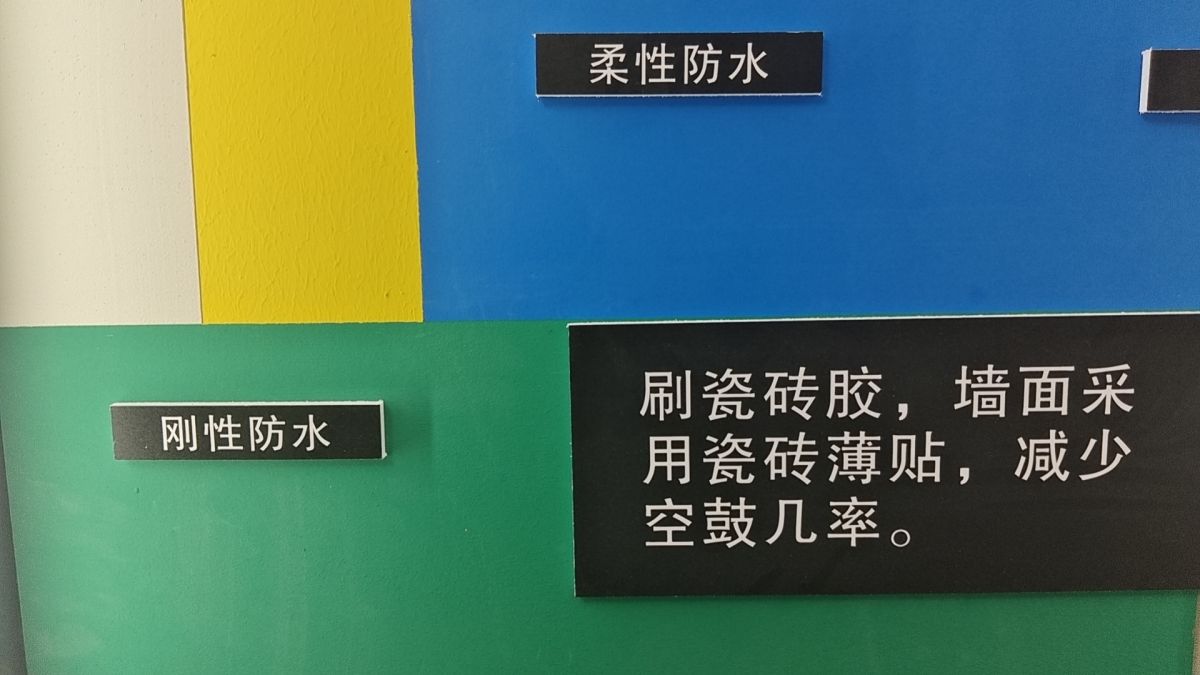 柔性防水
刚性防水
刷瓷砖胶，墙面采
用瓷砖薄贴，减少
空鼓几率。